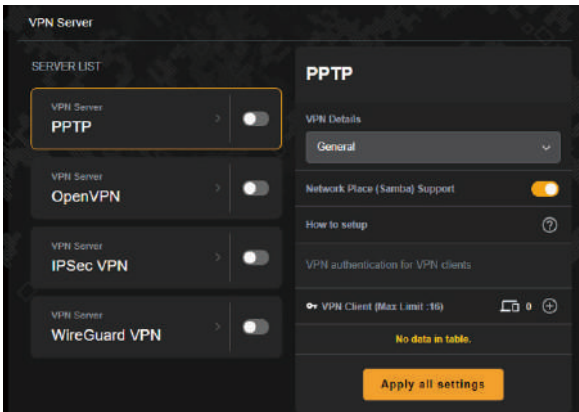 VPN Server
SERVER LIST
VPN Server
PPTP
VPN Server
OpenVPN
VPN Server
IPSec VPN
VPN Server
WireGuard VPN
PPTP
VPN Details
General
Network Place (Samba) Support
How to setup
?
VPN authentication for VPN clients
VPN Client (Max Limit :16)
0
No data in table.
Apply all settings